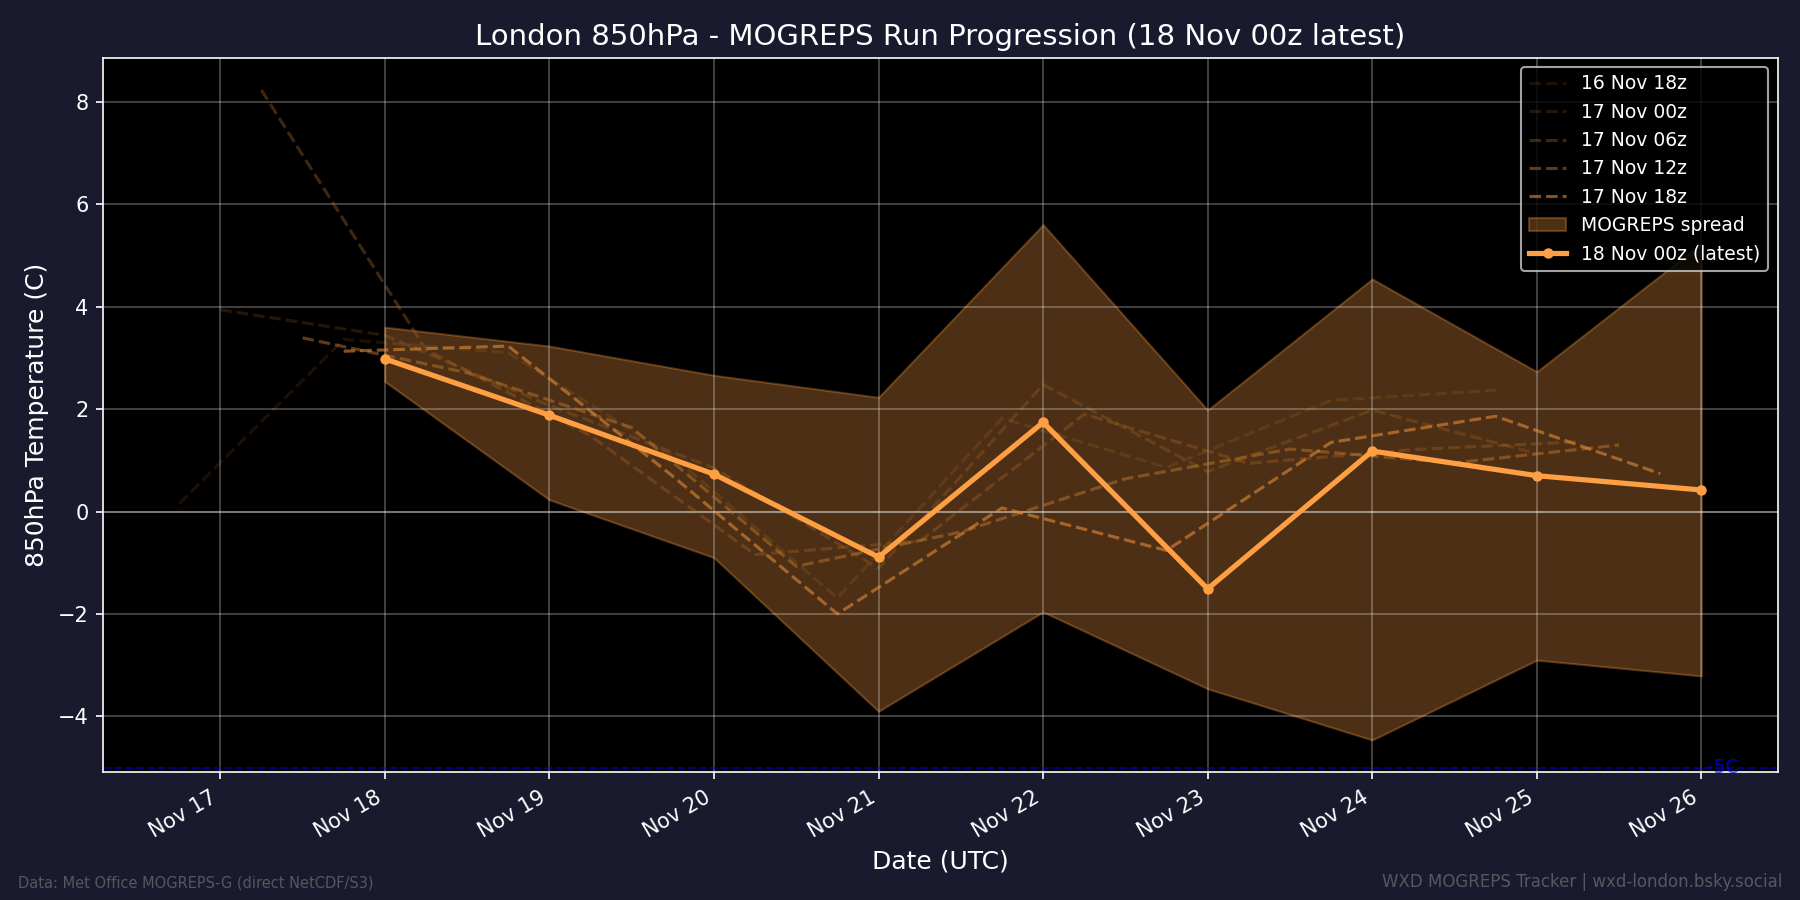 London 850hPa - MOGREPS Run Progression (18 Nov 00z latest)
16 Nov 18z
17 Nov 00z
17 Nov 06z
17 Nov 12z
17 Nov 18z
MOGREPS spread
18 Nov 00z (latest)
850hPa Temperature (C)
8
6
4
2
0
−2
−4
-5C
Nov 17
Nov 18
Nov 19
Nov 20
Nov 21
Nov 22
Nov 23
Nov 24
Nov 25
Nov 26
Date (UTC)
Data: Met Office MOGREPS-G (direct NetCDF/S3)
WXD MOGREPS Tracker | wxd-london.bsky.social